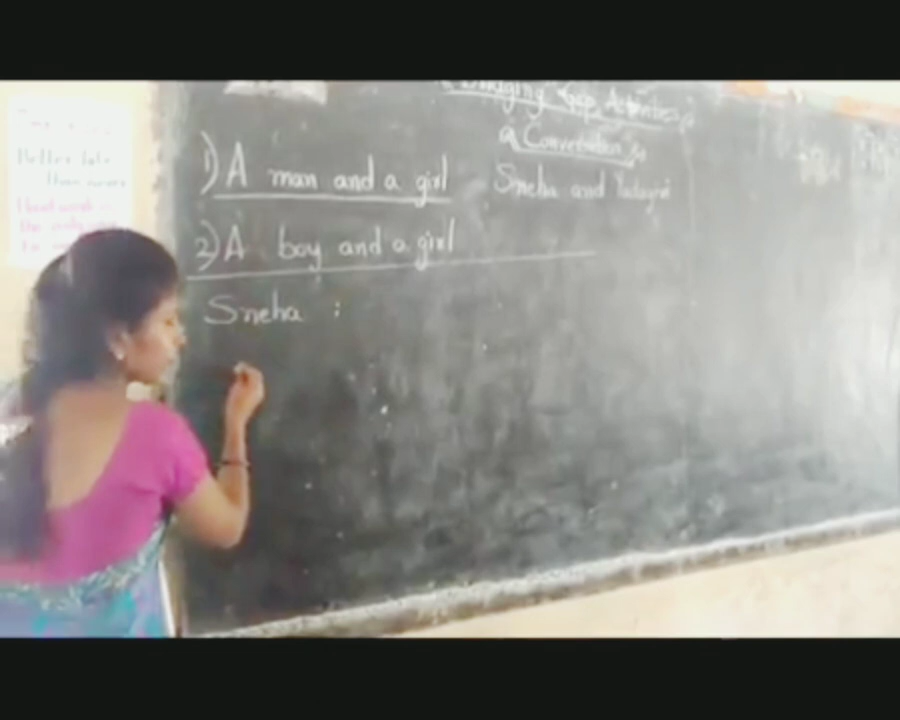 Bridging Gap Activities
A Conversation
Sneha and Yadagiri
1) A man and a girl
2) A boy and a girl
Sneha :
Better late
than never